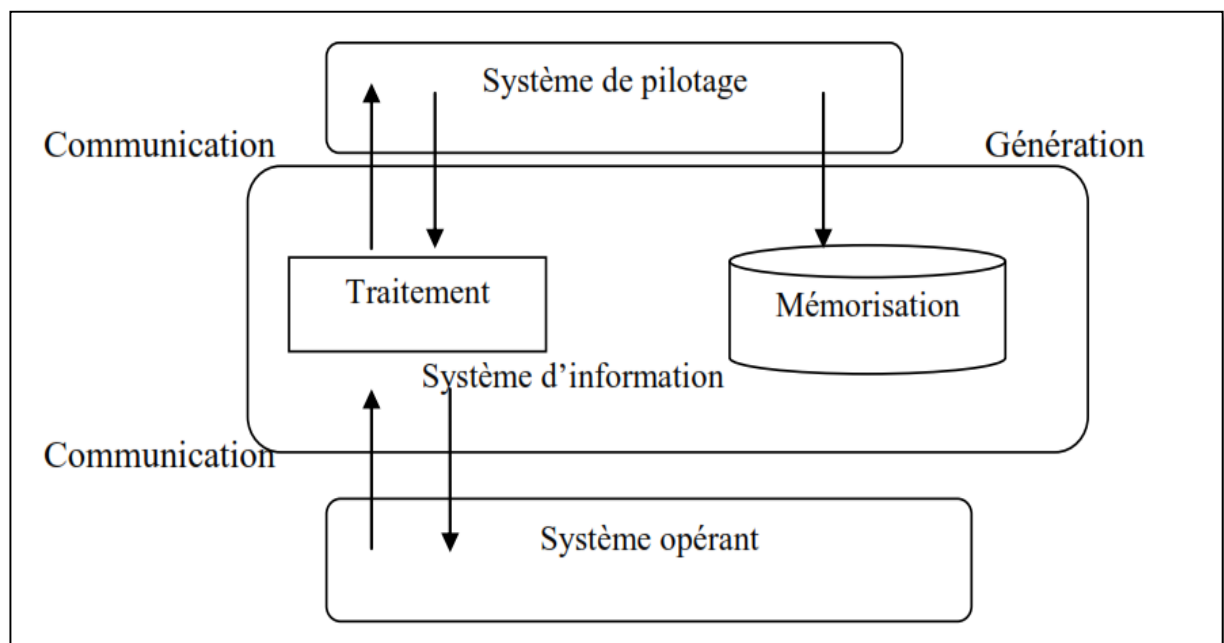 Système de pilotage
Communication
Génération
Traitement
Mémorisation
Système d’information
Communication
Système opérant